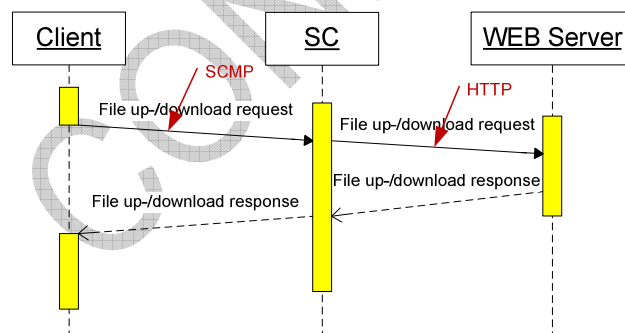 Client
SC
WEB Server
SCMP
HTTP
File up-/download request
File up-/download request
File up-/download response
File up-/download response